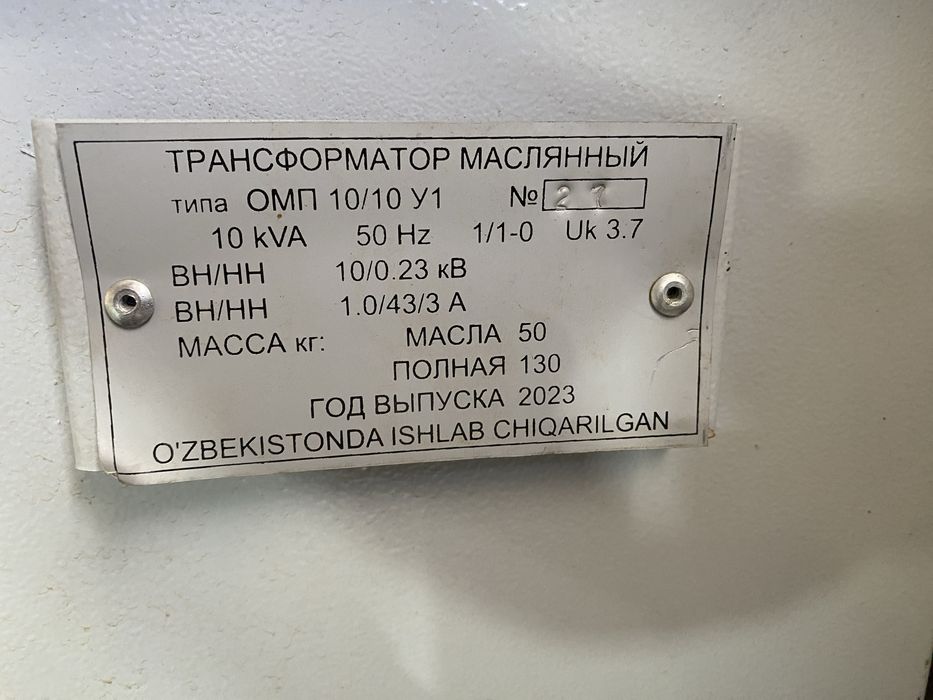 ТРАНСФОРМАТОР МАСЛЯННЫЙ
типа ОМП 10/10 У1 № 21
10 kVA 50 Hz 1/1-0 Uk 3.7
ВН/НН 10/0.23 кВ
ВН/НН 1.0/43/3 А
МАССА кг: МАСЛА 50
ПОЛНАЯ 130
ГОД ВЫПУСКА 2023
O'ZBEKISTONDA ISHLAB CHIQARILGAN